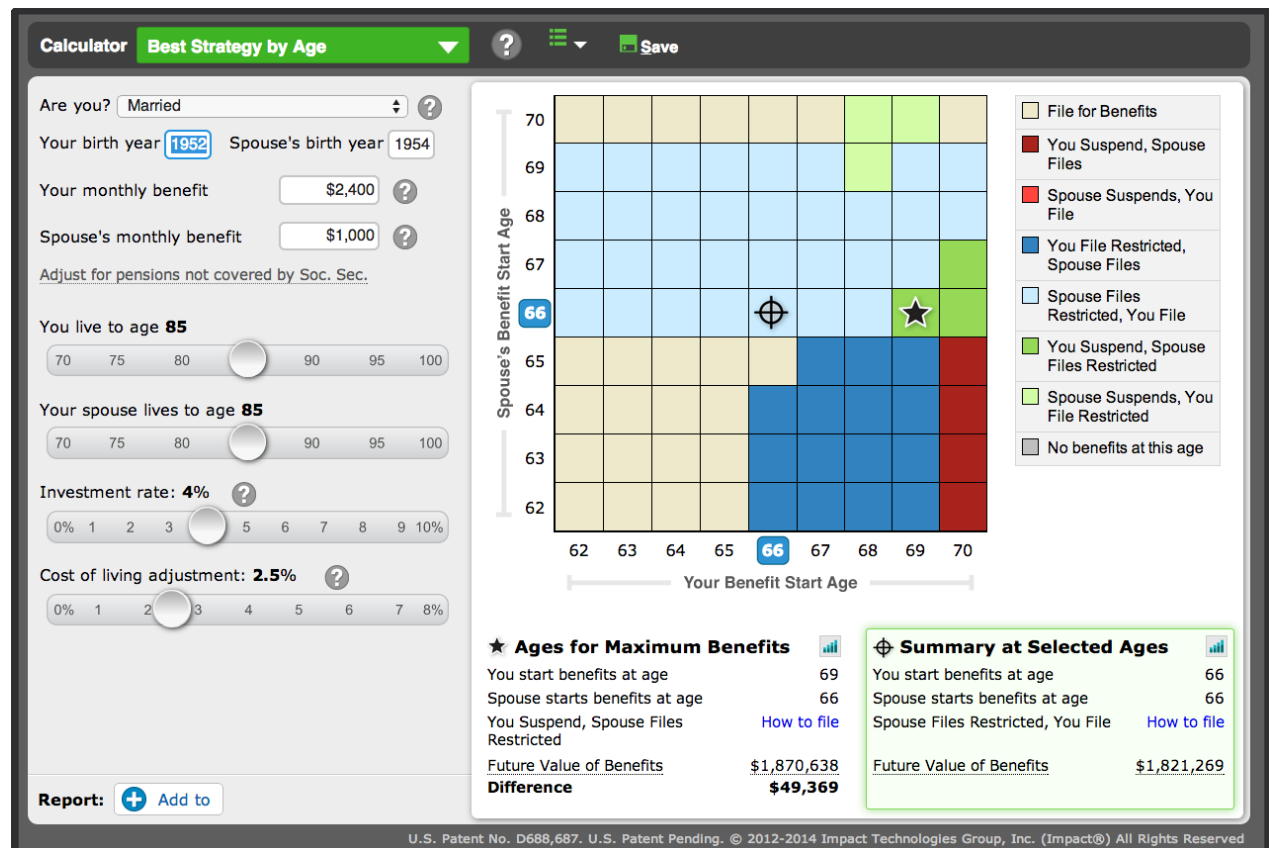 Calculator Best Strategy by Age ? Save
Are you? Married ?
Your birth year 1952 Spouse's birth year 1954
Your monthly benefit $2,400 ?
Spouse's monthly benefit $1,000 ?
Adjust for pensions not covered by Soc. Sec.
You live to age 85
70 75 80 90 95 100
Your spouse lives to age 85
70 75 80 90 95 100
Investment rate: 4% ?
0% 1 2 3 5 6 7 8 9 10%
Cost of living adjustment: 2.5% ?
0% 1 2 3 4 5 6 7 8%
Report: Add to
Spouse's Benefit Start Age
70
69
68
67
66
65
64
63
62
62 63 64 65 66 67 68 69 70
Your Benefit Start Age
File for Benefits
You Suspend, Spouse
Files
Spouse Suspends, You
File
You File Restricted,
Spouse Files
Spouse Files
Restricted, You File
You Suspend, Spouse
Files Restricted
Spouse Suspends, You
File Restricted
No benefits at this age
Ages for Maximum Benefits
You start benefits at age 69
Spouse starts benefits at age 66
You Suspend, Spouse Files How to file
Restricted
Future Value of Benefits $1,870,638
Difference $49,369
Summary at Selected Ages
You start benefits at age 66
Spouse starts benefits at age 66
Spouse Files Restricted, You File How to file
Future Value of Benefits $1,821,269
U.S. Patent No. D688,687. U.S. Patent Pending. © 2012-2014 Impact Technologies Group, Inc. (Impact®) All Rights Reserved